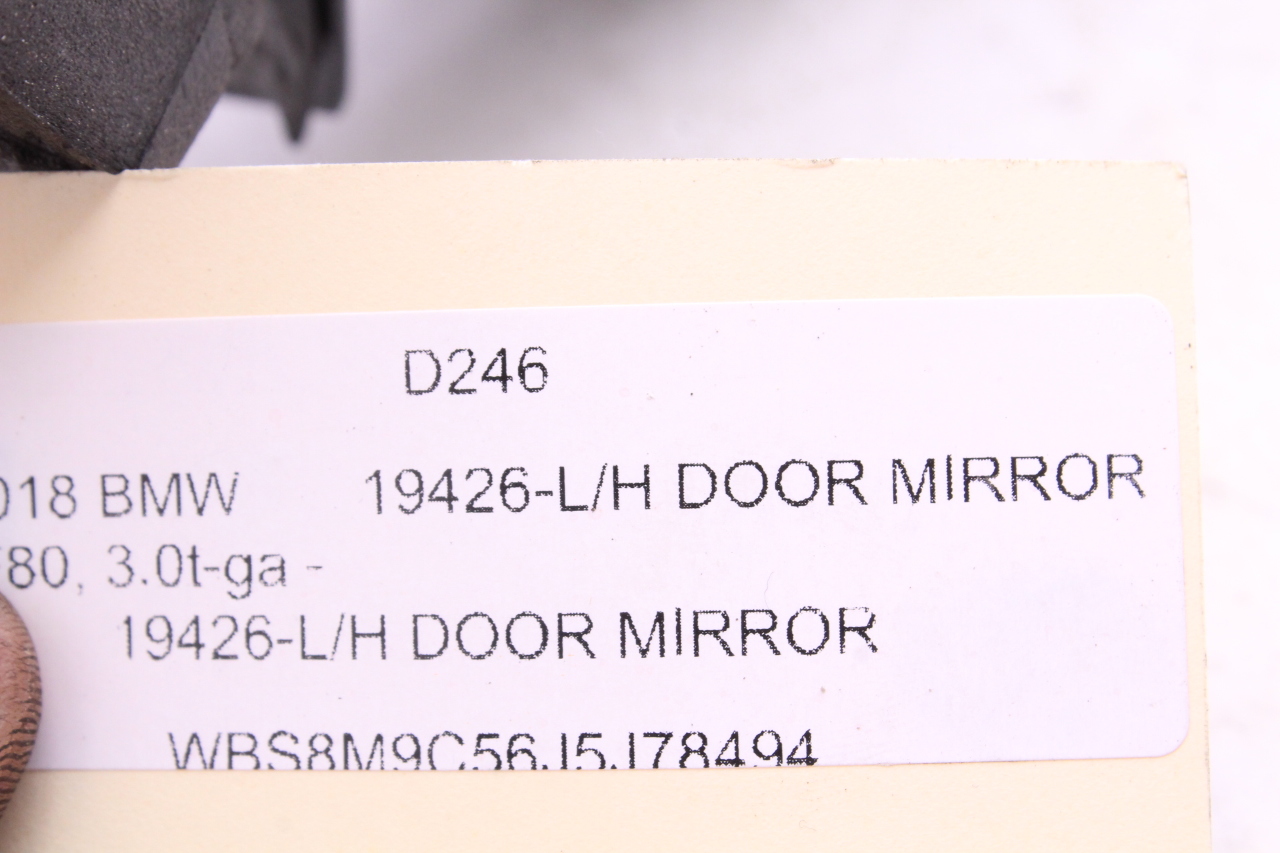 D246
018 BMW 19426-L/H DOOR MIRROR
80, 3.0t-ga -
19426-L/H DOOR MIRROR
WBS8M9C56J5J78494